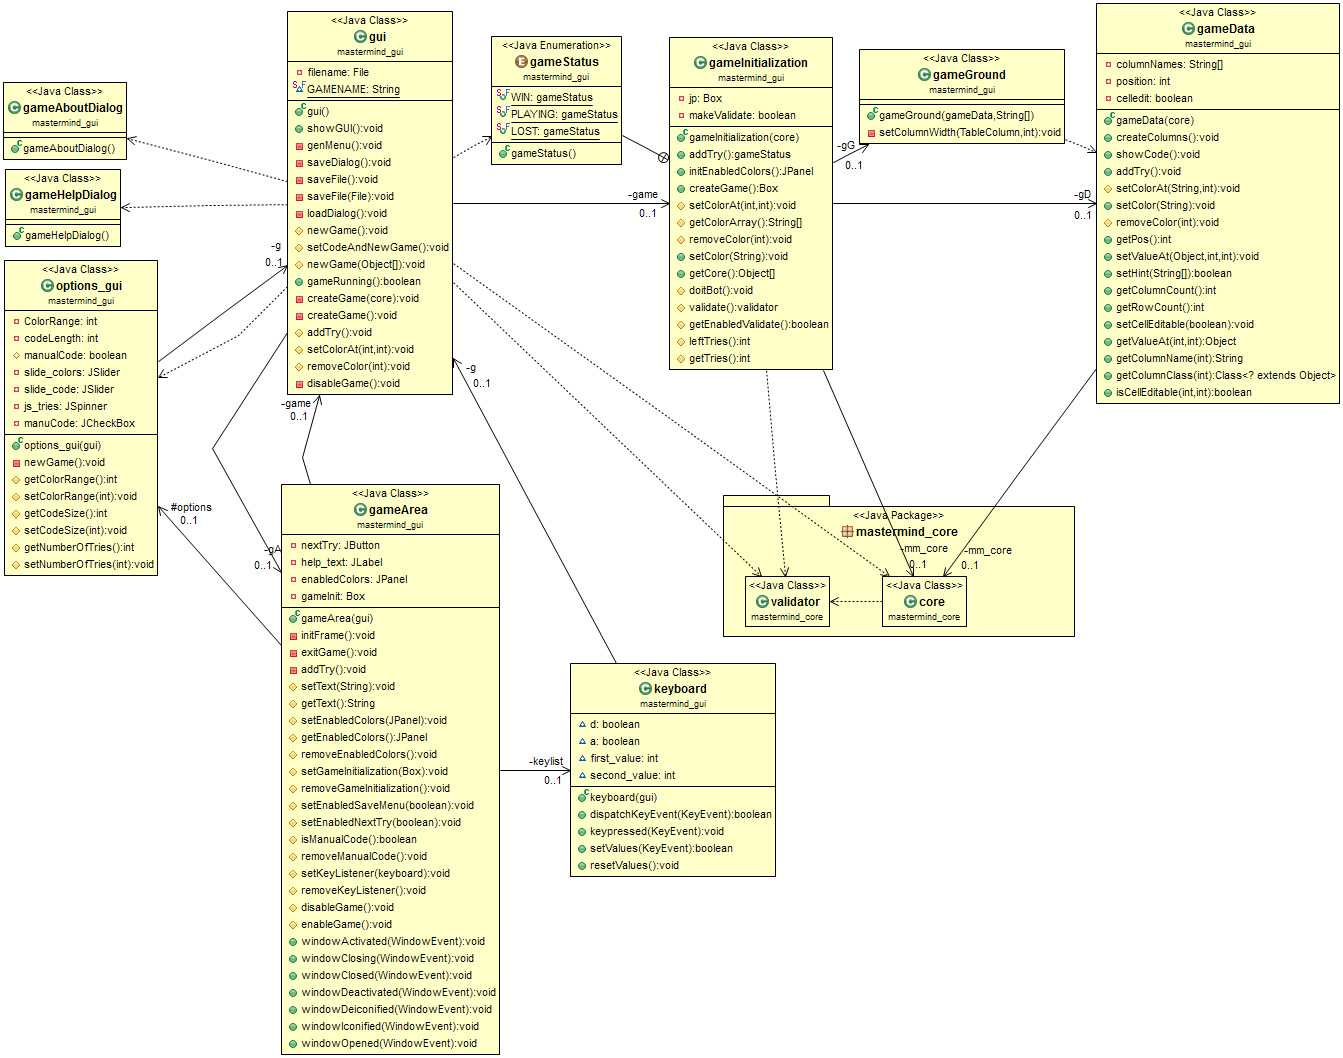 <<Java Class>>
gameAboutDialog
mastermind_gui
gameAboutDialog()
<<Java Class>>
gameHelpDialog
mastermind_gui
gameHelpDialog()
<<Java Class>>
options_gui
mastermind_gui
ColorRange: int
codeLength: int
manualCode: boolean
slide_colors: JSlider
slide_code: JSlider
js_tries: JSpinner
manuCode: JCheckBox
options_gui(gui)
newGame():void
getColorRange():int
setColorRange(int):void
getCodeSize():int
setCodeSize(int):void
getNumberOfTries():int
setNumberOfTries(int):void
<<Java Class>>
gui
mastermind_gui
filename: File
GAMENAME: String
gui()
showGUI():void
genMenu():void
saveDialog():void
saveFile():void
saveFile(File):void
loadDialog():void
newGame():void
setCodeAndNewGame():void
newGame(Object[]):void
gameRunning():boolean
createGame(core):void
createGame():void
addTry():void
setColorAt(int,int):void
removeColor(int):void
disableGame():void
-g
0..1
-game
0..1
#options
0..1
-gA
0..1
-g
0..1
<<Java Enumeration>>
gameStatus
mastermind_gui
WIN: gameStatus
PLAYING: gameStatus
LOST: gameStatus
gameStatus()
-game
0..1
<<Java Class>>
gameInitialization
mastermind_gui
jp: Box
makeValidate: boolean
gameInitialization(core)
addTry():gameStatus
initEnabledColors():JPanel
createGame():Box
setColorAt(int,int):void
getColorArray():String[]
removeColor(int):void
setColor(String):void
getCore():Object[]
doitBot():void
validate():validator
getEnabledValidate():boolean
leftTries():int
getTries():int
-gG
0..1
<<Java Class>>
gameGround
mastermind_gui
gameGround(gameData,String[])
setColumnWidth(TableColumn,int):void
-gD
0..1
<<Java Class>>
gameData
mastermind_gui
columnNames: String[]
position: int
celledit: boolean
gameData(core)
createColumns():void
showCode():void
addTry():void
setColorAt(String,int):void
setColor(String):void
removeColor(int):void
getPos():int
setValueAt(Object,int,int):void
setHint(String[]):boolean
getColumnCount():int
getRowCount():int
setCellEditable(boolean):void
getValueAt(int,int):Object
getColumnName(int):String
getColumnClass(int):Class<? extends Object>
isCellEditable(int,int):boolean
<<Java Class>>
gameArea
mastermind_gui
nextTry: JButton
help_text: JLabel
enabledColors: JPanel
gameInit: Box
gameArea(gui)
initFrame():void
exitGame():void
addTry():void
setText(String):void
getText():String
setEnabledColors(JPanel):void
getEnabledColors():JPanel
removeEnabledColors():void
setGameInitialization(Box):void
removeGameInitialization():void
setEnabledSaveMenu(boolean):void
setEnabledNextTry(boolean):void
isManualCode():boolean
removeManualCode():void
setKeyListener(keyboard):void
removeKeyListener():void
disableGame():void
enableGame():void
windowActivated(WindowEvent):void
windowClosing(WindowEvent):void
windowClosed(WindowEvent):void
windowDeactivated(WindowEvent):void
windowDeiconified(WindowEvent):void
windowIconified(WindowEvent):void
windowOpened(WindowEvent):void
-keylist
0..1
<<Java Class>>
keyboard
mastermind_gui
d: boolean
a: boolean
first_value: int
second_value: int
keyboard(gui)
dispatchKeyEvent(KeyEvent):boolean
keypressed(KeyEvent):void
setValues(KeyEvent):boolean
resetValues():void
<<Java Package>>
mastermind_core
-mm_core
0..1
-mm_core
0..1
<<Java Class>>
validator
mastermind_core
<<Java Class>>
core
mastermind_core